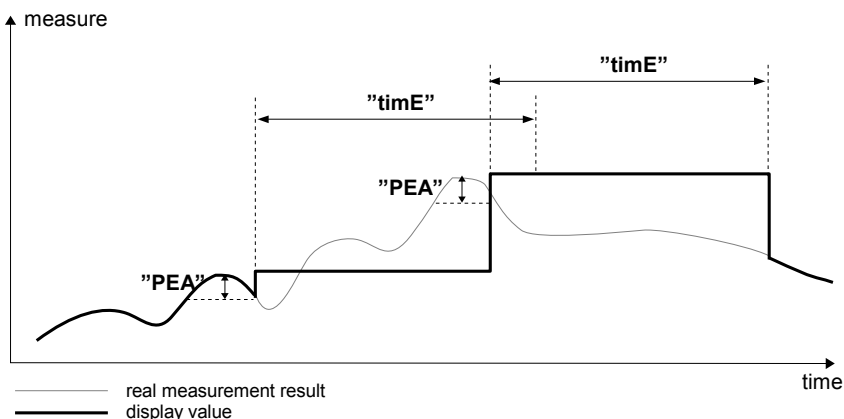 measure
”timE”
”timE”
”PEA”
”PEA”
time
real measurement result
display value